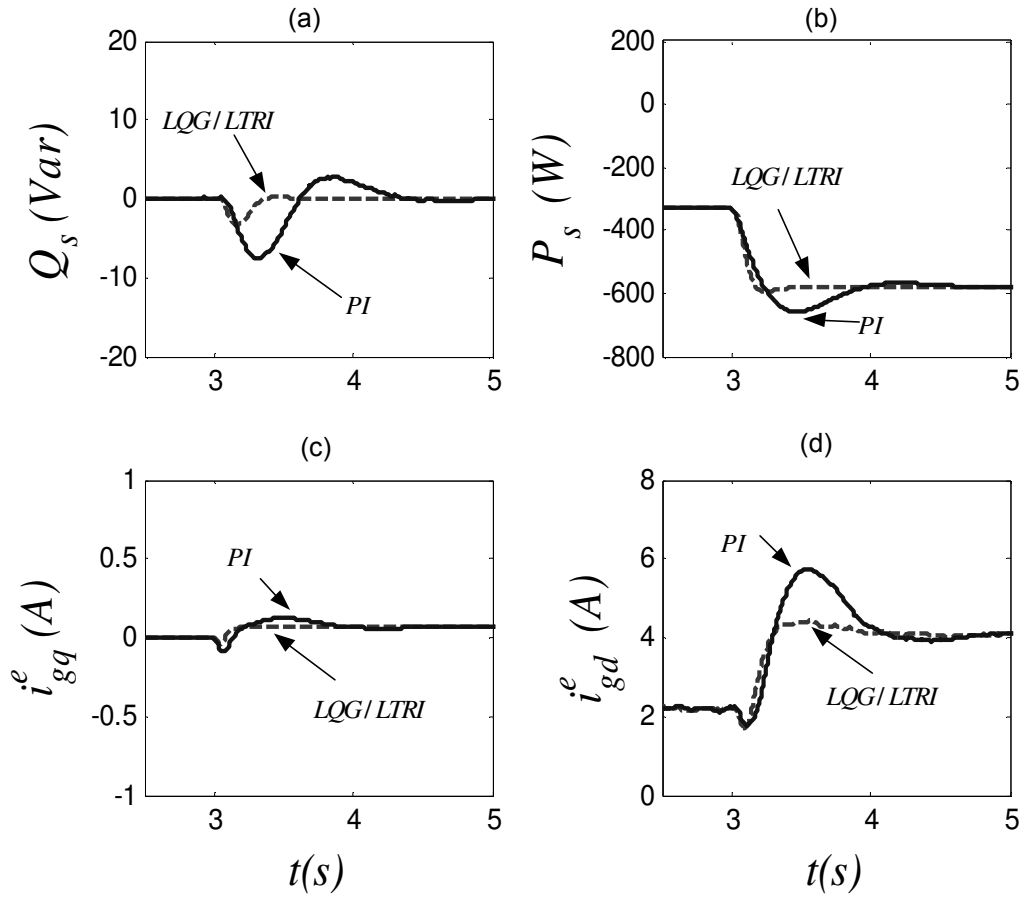 (a)
20
10
0
-10
-20
3
4
5
Q_s (Var)
LQG/LTRI
PI
(b)
200
0
-200
-400
-600
-800
3
4
5
P_s (W)
LQG/LTRI
PI
(c)
1
0.5
0
-0.5
-1
3
4
5
i^e_gq (A)
PI
LQG/LTRI
t(s)
(d)
8
6
4
2
0
3
4
5
i^e_gd (A)
PI
LQG/LTRI
t(s)